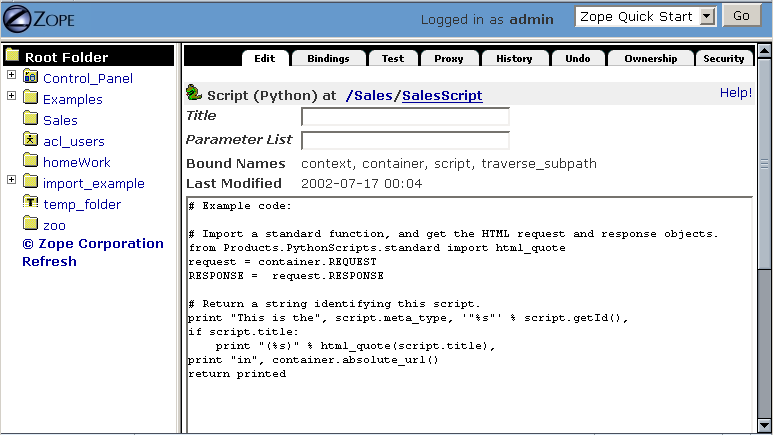 ZOPE
Logged in as admin
Zope Quick Start
Go
Root Folder
Control_Panel
Examples
Sales
acl_users
homeWork
import_example
temp_folder
zoo
© Zope Corporation
Refresh
Edit Bindings Test Proxy History Undo Ownership Security
Script (Python) at /Sales/SalesScript
Help!
Title
Parameter List
Bound Names context, container, script, traverse_subpath
Last Modified 2002-07-17 00:04
# Example code:
# Import a standard function, and get the HTML request and response objects.
from Products.PythonScripts.standard import html_quote
request = container.REQUEST
RESPONSE =  request.RESPONSE
# Return a string identifying this script.
print "This is the", script.meta_type, '"%s"' % script.getId(),
if script.title:
    print "(%s)" % html_quote(script.title),
print "in", container.absolute_url()
return printed